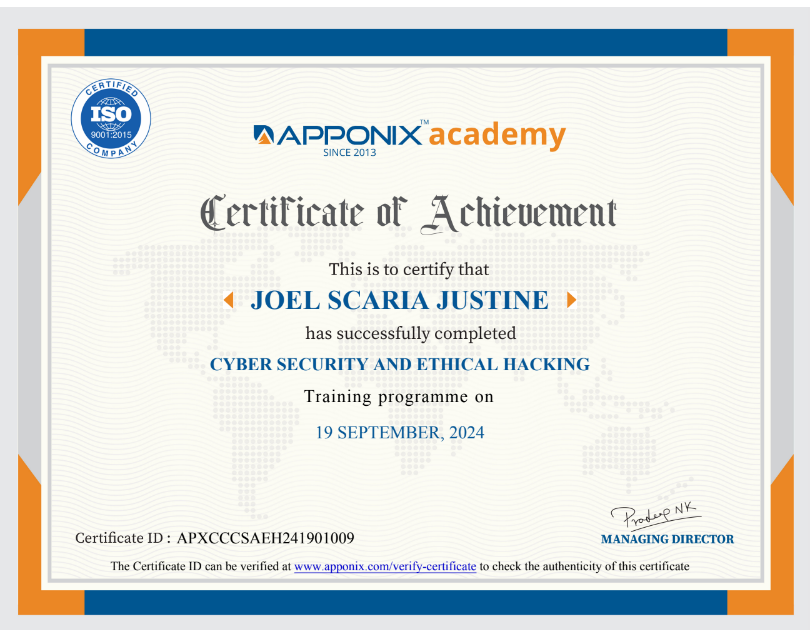 CERTIFIED
ISO
9001:2015
COMPANY
APPONIX™ academy
SINCE 2013
Certificate of Achievement
This is to certify that
JOEL SCARIA JUSTINE
has successfully completed
CYBER SECURITY AND ETHICAL HACKING
Training programme on
19 SEPTEMBER, 2024
Pradeep NK
Certificate ID : APXCCCSAEH241901009
MANAGING DIRECTOR
The Certificate ID can be verified at www.apponix.com/verify-certificate to check the authenticity of this certificate